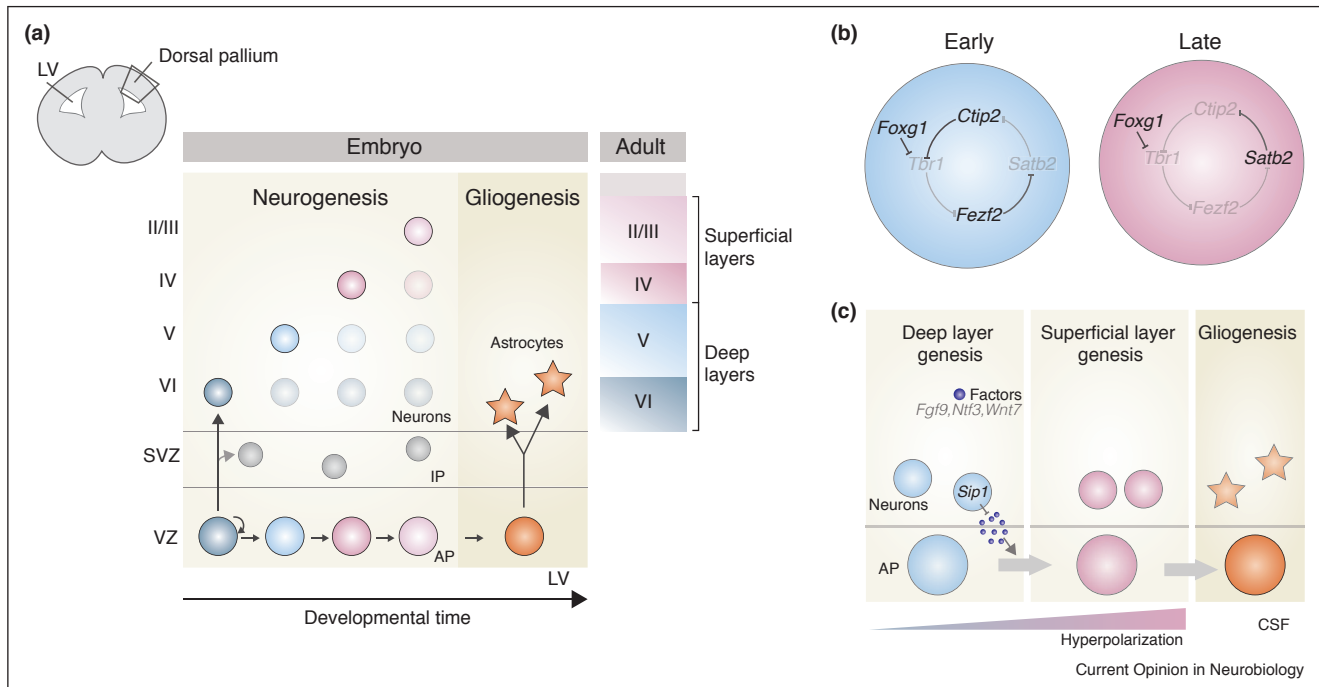 (a)
Dorsal pallium
LV
Embryo
Adult
Neurogenesis
Gliogenesis
II/III
IV
V
VI
Astrocytes
Neurons
SVZ
IP
VZ
AP
LV
Developmental time
II/III
IV
V
VI
Superficial
layers
Deep
layers
(b)
Early
Late
Foxg1
Ctip2
Tbr1
Satb2
Fezf2
Foxg1
Ctip2
Tbr1
Satb2
Fezf2
(c)
Deep layer
genesis
Superficial layer
genesis
Gliogenesis
Factors
Fgf9,Ntf3,Wnt7
Sip1
Neurons
AP
Hyperpolarization
CSF
Current Opinion in Neurobiology